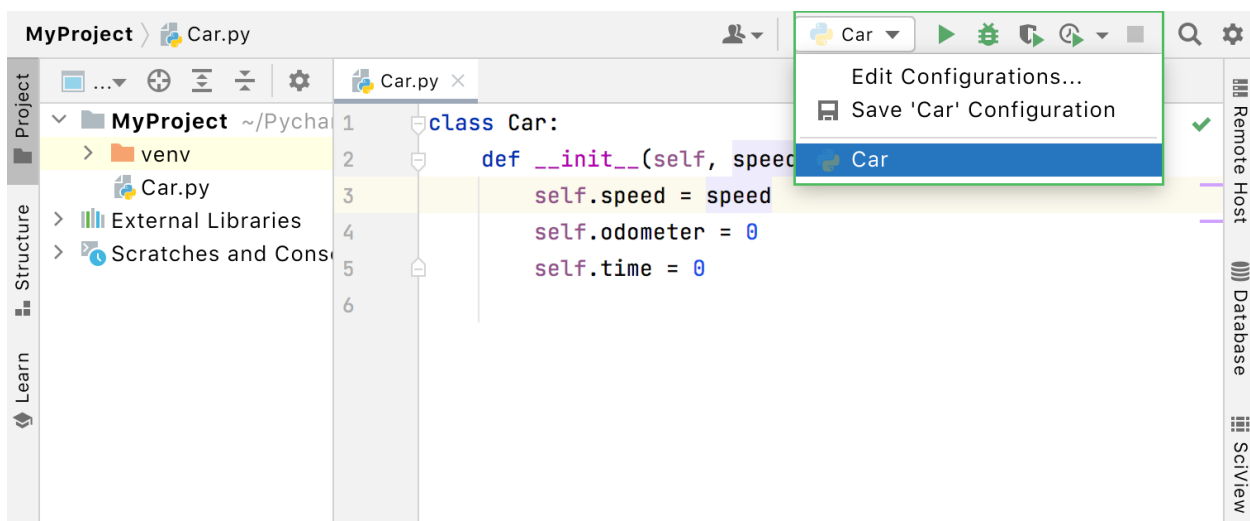 MyProject 〉 Car.py
Car
Edit Configurations...
Save 'Car' Configuration
Car
...
Car.py
Project
Structure
Learn
MyProject ~/Pycha
venv
Car.py
External Libraries
Scratches and Cons
1 class Car:
2 def __init__(self, speed
3 self.speed = speed
4 self.odometer = 0
5 self.time = 0
6
Remote Host
Database
SciView